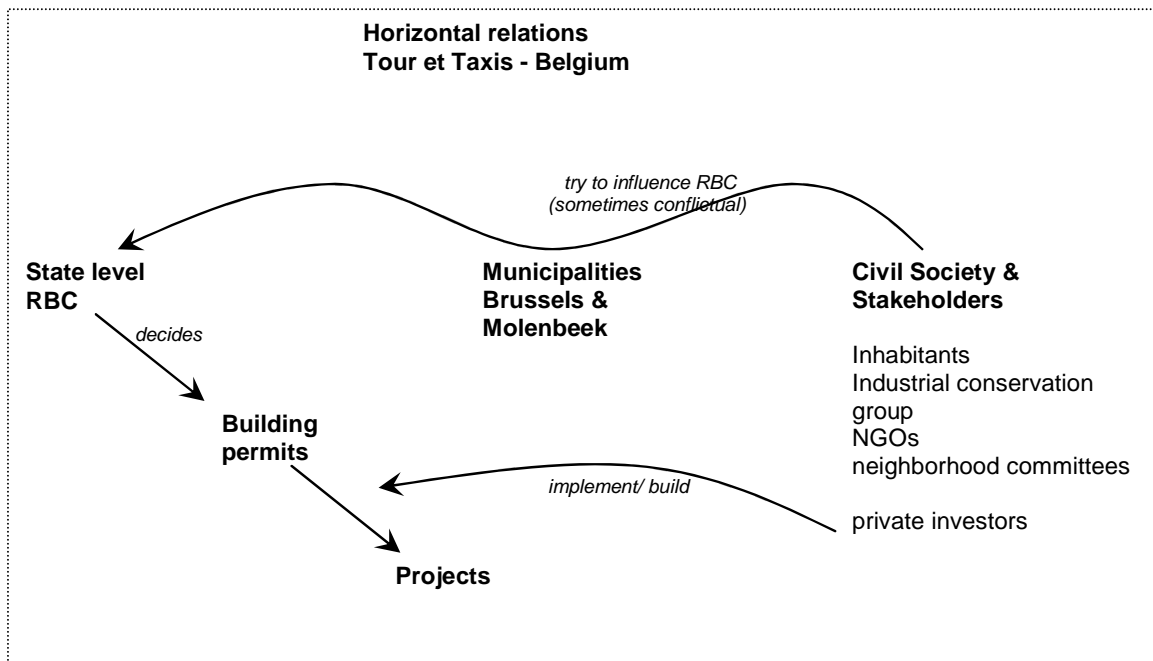 Horizontal relations
Tour et Taxis - Belgium
try to influence RBC
(sometimes conflictual)
State level
RBC
Municipalities
Brussels &
Molenbeek
Civil Society &
Stakeholders
decides
Inhabitants
Industrial conservation
group
NGOs
neighborhood committees
Building
permits
implement/ build
private investors
Projects